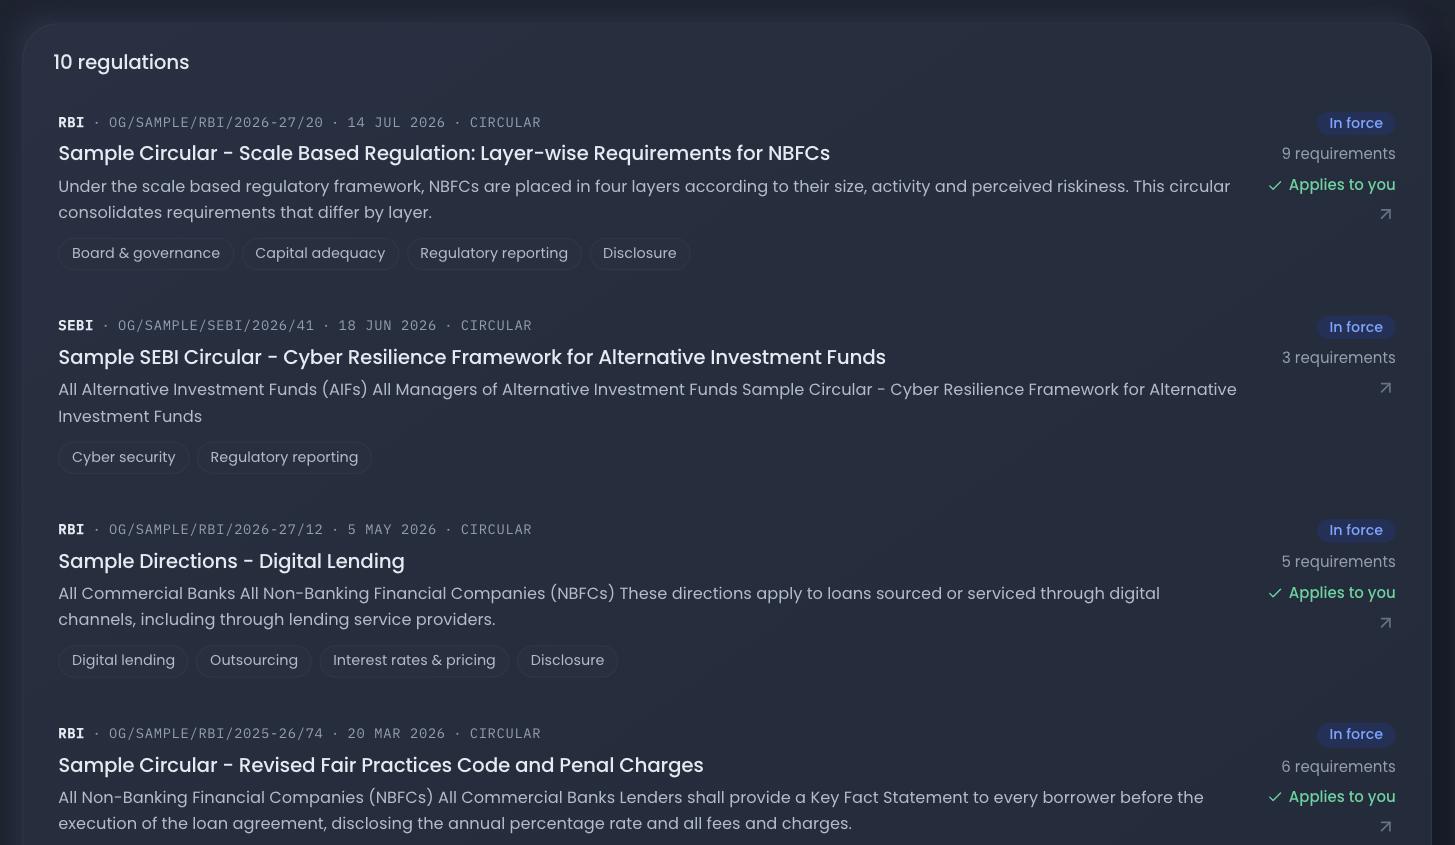 10 regulations
RBI · OG/SAMPLE/RBI/2026-27/20 · 14 JUL 2026 · CIRCULAR
In force
Sample Circular - Scale Based Regulation: Layer-wise Requirements for NBFCs
9 requirements
Under the scale based regulatory framework, NBFCs are placed in four layers according to their size, activity and perceived riskiness. This circular
✓ Applies to you
consolidates requirements that differ by layer.
Board & governance Capital adequacy Regulatory reporting Disclosure
SEBI · OG/SAMPLE/SEBI/2026/41 · 18 JUN 2026 · CIRCULAR
In force
Sample SEBI Circular - Cyber Resilience Framework for Alternative Investment Funds
3 requirements
All Alternative Investment Funds (AIFs) All Managers of Alternative Investment Funds Sample Circular - Cyber Resilience Framework for Alternative
Investment Funds
Cyber security Regulatory reporting
RBI · OG/SAMPLE/RBI/2026-27/12 · 5 MAY 2026 · CIRCULAR
In force
Sample Directions - Digital Lending
5 requirements
All Commercial Banks All Non-Banking Financial Companies (NBFCs) These directions apply to loans sourced or serviced through digital
✓ Applies to you
channels, including through lending service providers.
Digital lending Outsourcing Interest rates & pricing Disclosure
RBI · OG/SAMPLE/RBI/2025-26/74 · 20 MAR 2026 · CIRCULAR
In force
Sample Circular - Revised Fair Practices Code and Penal Charges
6 requirements
All Non-Banking Financial Companies (NBFCs) All Commercial Banks Lenders shall provide a Key Fact Statement to every borrower before the
✓ Applies to you
execution of the loan agreement, disclosing the annual percentage rate and all fees and charges.